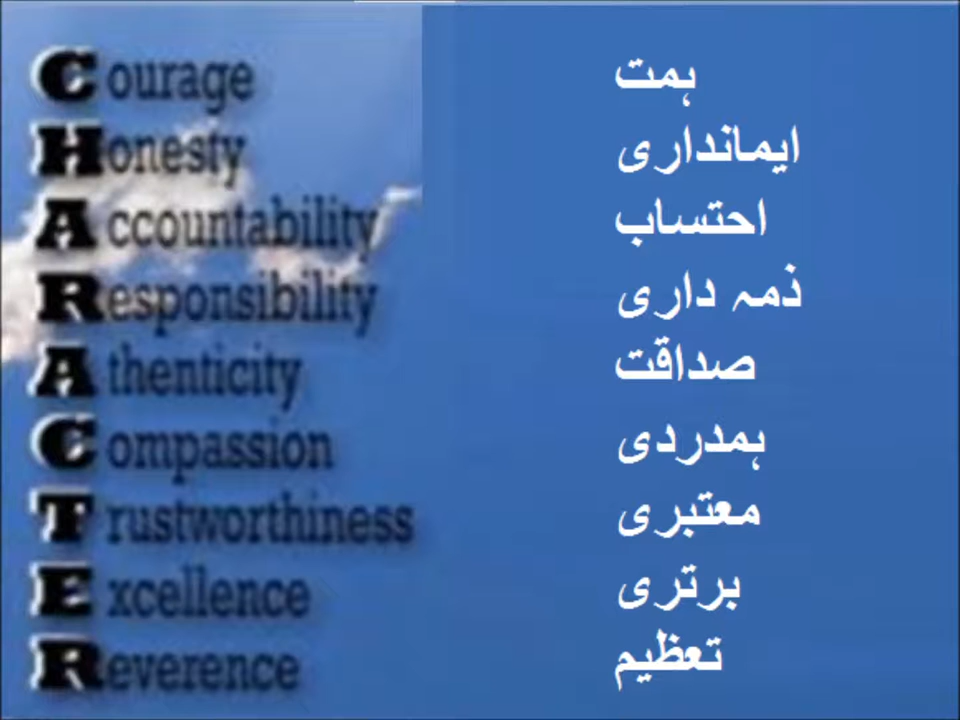 Courage ہمت
Honesty ایمانداری
Accountability احتساب
Responsibility ذمہ داری
Athenticity صداقت
Compassion ہمدردی
Trustworthiness معتبری
Excellence برتری
Reverence تعظیم